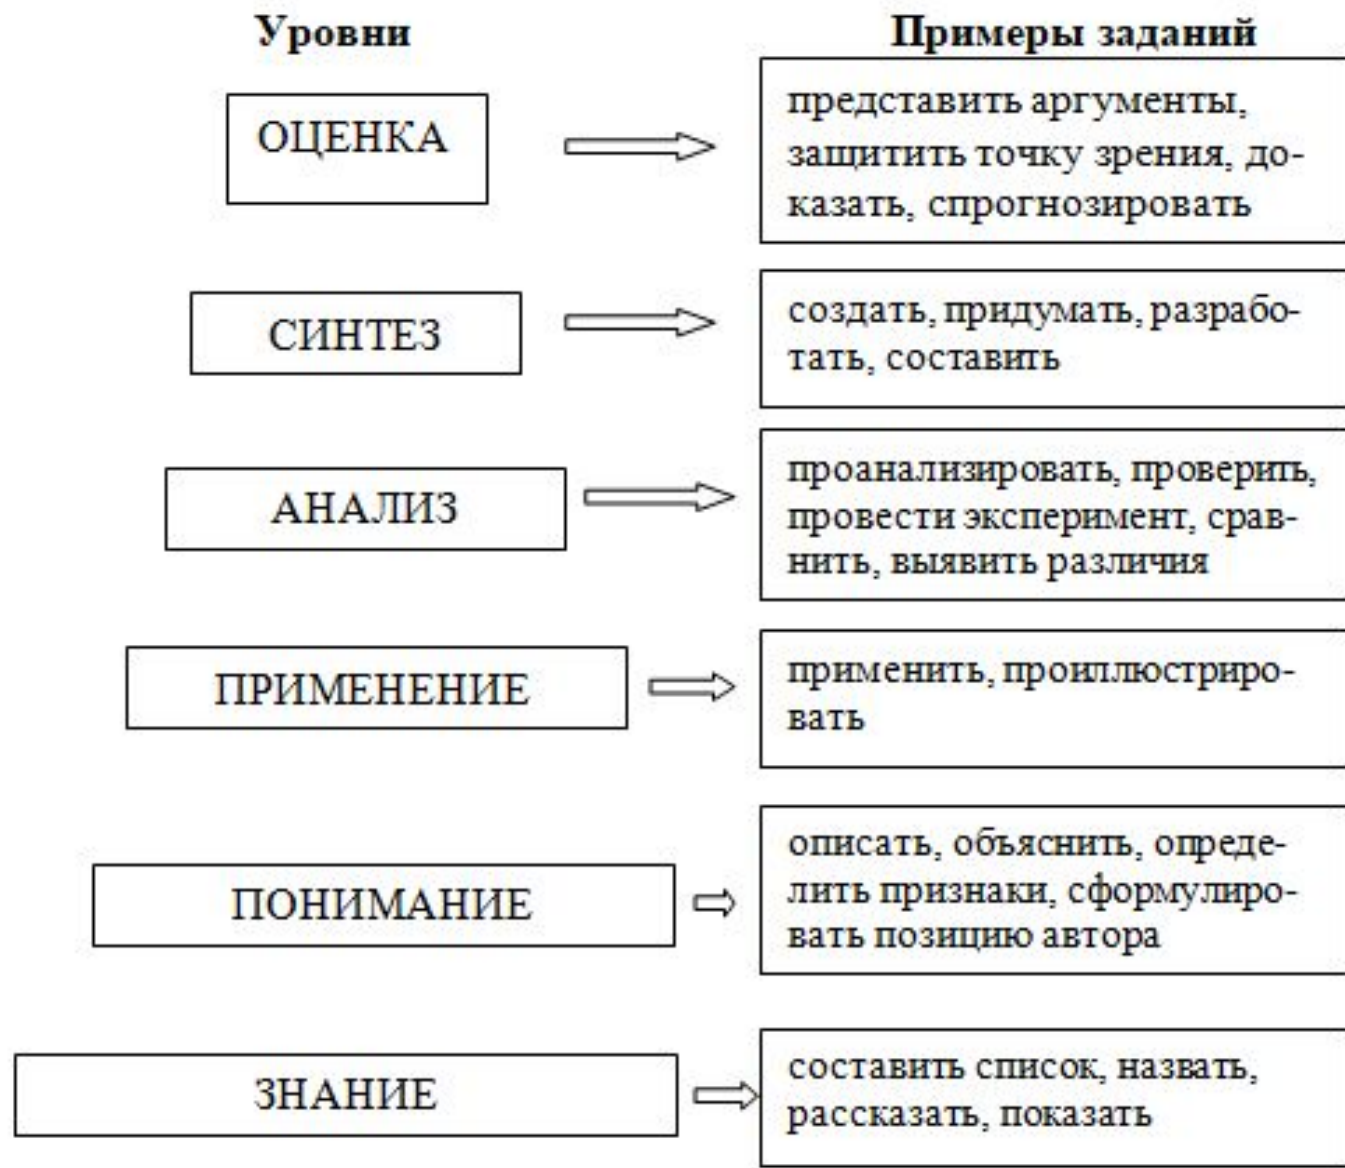 Уровни
Примеры заданий
ОЦЕНКА
представить аргументы,
защитить точку зрения, до-
казать, спрогнозировать
СИНТЕЗ
создать, придумать, разрабо-
тать, составить
АНАЛИЗ
проанализировать, проверить,
провести эксперимент, срав-
нить, выявить различия
ПРИМЕНЕНИЕ
применить, проиллюстриро-
вать
ПОНИМАНИЕ
описать, объяснить, опреде-
лить признаки, сформулиро-
вать позицию автора
ЗНАНИЕ
составить список, назвать,
рассказать, показать